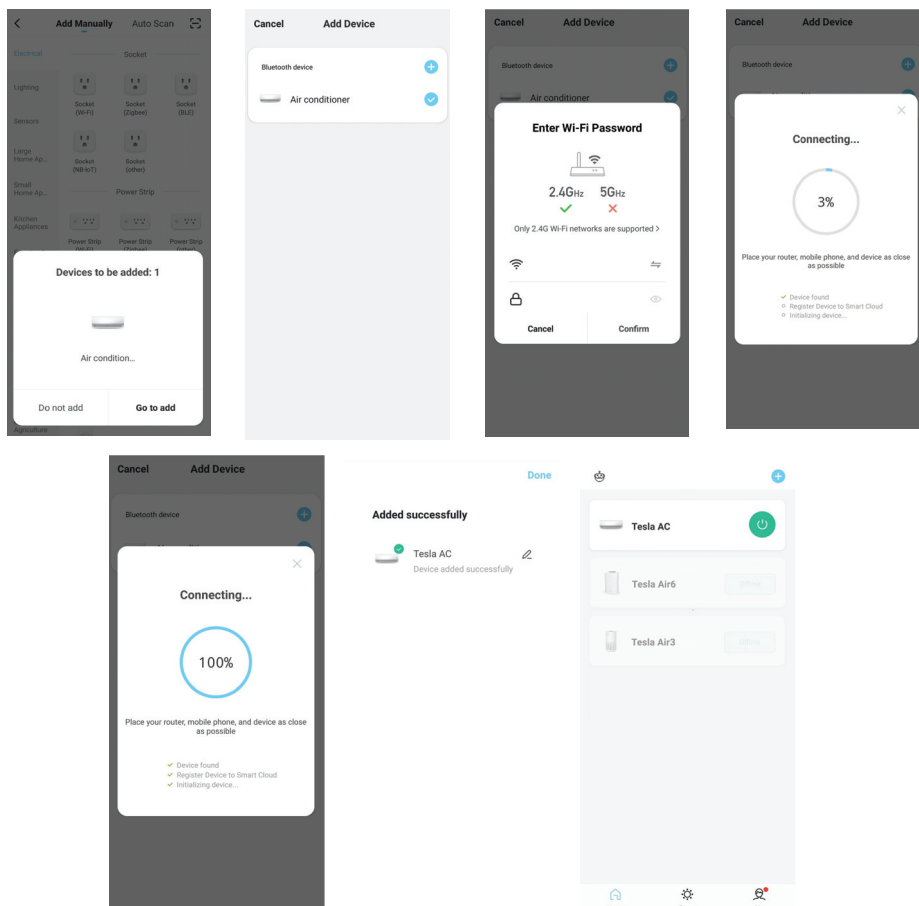 Add Manually Auto Scan
Electrical
Socket
Lighting
Socket
(Wi-Fi)
Socket
(Zigbee)
Socket
(BLE)
Sensors
Large
Home Ap...
Socket
(NB-IoT)
Socket
(other)
Small
Home Ap...
Power Strip
Kitchen
Appliances
Power Strip
(Wi-Fi)
Power Strip
(Zigbee)
Power Strip
(other)
Devices to be added: 1
Air condition...
Do not add Go to add
Agriculture
Cancel Add Device
Bluetooth device
Air conditioner
Cancel Add Device
Bluetooth device
Air conditioner
Enter Wi-Fi Password
2.4GHz 5GHz
Only 2.4G Wi-Fi networks are supported >
Cancel Confirm
Cancel Add Device
Bluetooth device
Connecting...
3%
Place your router, mobile phone, and device as close
as possible
Device found
Register Device to Smart Cloud
Initializing device...
Cancel Add Device
Bluetooth device
Connecting...
100%
Place your router, mobile phone, and device as close
as possible
Device found
Register Device to Smart Cloud
Initializing device...
Done
Added successfully
Tesla AC
Device added successfully
Tesla AC
Tesla Air6
Tesla Air3